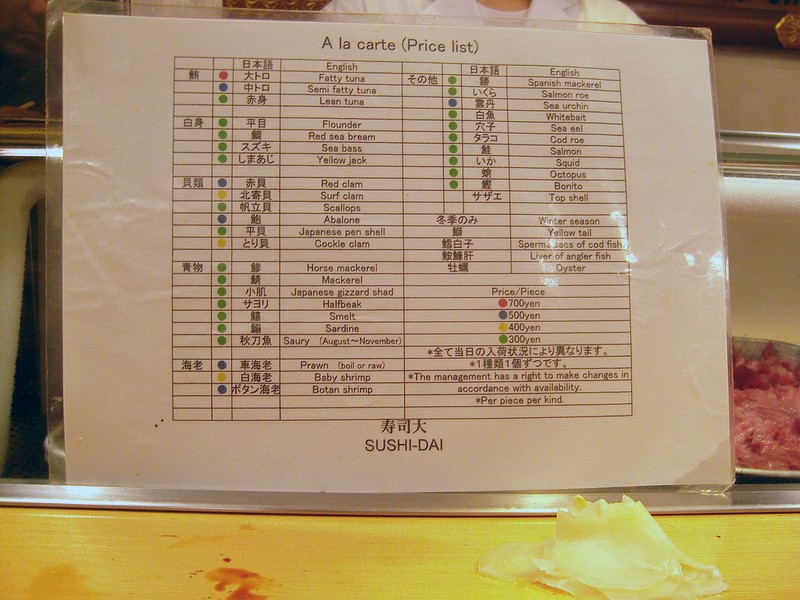 A la carte (Price list)
日本語 English
鮪 大トロ Fatty tuna
中トロ Semi fatty tuna
赤身 Lean tuna
白身 平目 Flounder
鯛 Red sea bream
スズキ Sea bass
しまあじ Yellow jack
貝類 赤貝 Red clam
北寄貝 Surf clam
帆立貝 Scallops
鮑 Abalone
平貝 Japanese pen shell
とり貝 Cockle clam
青物 鯵 Horse mackerel
鯖 Mackerel
小肌 Japanese gizzard shad
サヨリ Halfbeak
鱚 Smelt
鰯 Sardine
秋刀魚 Saury (August～November)
海老 車海老 Prawn (boil or raw)
白海老 Baby shrimp
ボタン海老 Botan shrimp
日本語 English
その他 鰆 Spanish mackerel
いくら Salmon roe
雲丹 Sea urchin
白魚 Whitebait
穴子 Sea eel
タラコ Cod roe
鮭 Salmon
いか Squid
蛸 Octopus
鰹 Bonito
サザエ Top shell
冬季のみ Winter season
鰤 Yellow tail
鱈白子 Sperma sacs of cod fish
鮟鱇肝 Liver of angler fish
牡蠣 Oyster
Price/Piece
700yen
500yen
400yen
300yen
*全て当日の入荷状況により異なります。
*1種類1個ずつです。
*The management has a right to make changes in
accordance with availability.
*Per piece per kind.
寿司大
SUSHI-DAI